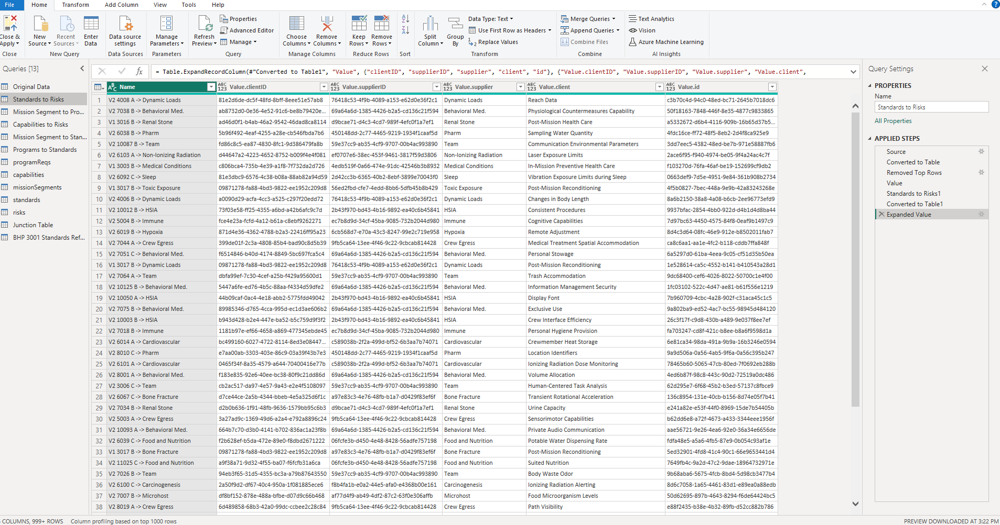 File Home Transform Add Column View Tools Help
Close & Apply
New Source
Recent Sources
Enter Data
Data source settings
Manage Parameters
Refresh Preview
Properties
Advanced Editor
Manage
Choose Columns
Remove Columns
Keep Rows
Remove Rows
Split Column
Group By
Data Type: Text
Use First Row as Headers
Replace Values
Merge Queries
Append Queries
Combine Files
Text Analytics
Vision
Azure Machine Learning
Close New Query Data Sources Parameters Query Manage Columns Reduce Rows Sort Transform Combine AI Insights
Queries [13]
Original Data
Standards to Risks
Mission Segment to Pro...
Capabilities to Risks
Mission Segment to Stan...
Programs to Standards
programReqs
capabilities
missionSegments
standards
risks
Junction Table
BHP 3001 Standards Ref...
fx = Table.ExpandRecordColumn(#"Converted to Table1", "Value", {"clientID", "supplierID", "supplier", "client", "id"}, {"Value.clientID", "Value.supplierID", "Value.supplier", "Value.client",
Name Value.clientID Value.supplierID Value.supplier Value.client Value.id
1 V2 4008 A -> Dynamic Loads 81e2d6de-dc5f-48fd-8bff-8eee51e57ab8 76418c53-4f9b-4089-a153-e62d0e36f2c1 Dynamic Loads Reach Data c3b70c4d-94c0-48ed-bc71-2645b7018dc6
2 V2 7038 B -> Behavioral Med. ab8732d0-0e36-4e52-91c6-be8b79420e... 69a64a6d-1385-4426-b2a5-cd136c21f594 Behavioral Med. Physiological Countermeasures Capability 50f18163-7848-446f-8e35-4877c9833865
3 V1 3016 B -> Renal Stone ad46d0f1-b4ab-46a2-9542-46dad8ca8114 d9bcae71-d4c3-4cd7-989f-4efc0f1a7ef1 Renal Stone Post-Mission Health Care a5332672-d6b4-4116-909b-16b65d37b5...
4 V2 6038 B -> Pharm 5b96f492-4eaf-4255-a28e-cb546fbda7b6 450148dd-2c77-4465-9219-1934f1caaf5d Pharm Sampling Water Quantity 4fdc16ce-ff72-48f5-8eb2-2d4f8ca925e9
5 V2 10087 B -> Team fd86c8c5-ea87-4830-8fc1-9d386479fa8b 59e37cc9-ab35-4cf9-9707-00b4ac993890 Team Communication Environmental Parameters 3dd7eec5-4382-48ed-be7b-971e58887fb6
6 V2 6103 A -> Non-Ionizing Radiation d44647a2-4223-4652-8752-b009f4e4f081 ef0707e6-38ec-453f-9461-3817f59d3806 Non-Ionizing Radiation Laser Exposure Limits 2ace6f95-f940-4974-be05-9f4a24ac4c7f
7 V1 3003 B -> Medical Conditions c806bca4-735b-4e39-a1f8-7f732da2d726 4edb519f-0a66-474e-91dc-42546b3b8932 Medical Conditions In-Mission Preventive Health Care f103270d-76fa-46af-be19-152699cf9db2
8 V2 6092 C -> Sleep 81e3dbc9-6576-4c38-b08a-88ab82a94d59 2d42cc3b-6365-40b2-8ebf-3899e70043f0 Sleep Vibration Exposure Limits during Sleep 0663def9-7d5e-4951-9e84-361b908b2734
9 V1 3017 B -> Toxic Exposure 09871278-fa88-4bd3-9822-ee1952c209d8 56ed2fbd-cfe7-4edd-8bb6-5dfb45b8b429 Toxic Exposure Post-Mission Reconditioning 4f5b0827-7bec-448a-9e9b-42a83243268e
10 V2 4006 B -> Dynamic Loads a0090d29-acfa-4cc3-a525-c297f20edd72 76418c53-4f9b-4089-a153-e62d0e36f2c1 Dynamic Loads Changes in Body Length 8a6b2150-38a8-4a08-b6cb-2ee96773efd9
11 V2 10012 B -> HSIA 73f03e58-ff25-4355-a6bd-a42b6afc9c7d 2b43f970-bd43-4b16-9892-ea40c6b45841 HSIA Consistent Procedures 9937bfac-2854-4bb0-922d-d4b1d4d8ba44
12 V2 5004 B -> Immune fce4e23a-fcfd-4a12-b61a-c8ebf9262271 ec7b8d9d-34cf-45ba-9085-732b2044d980 Immune Cognitive Capabilities 7d97bc63-4450-4575-84f8-0eaf9b1497c9
13 V2 6019 B -> Hypoxia 871d4e36-4362-4788-b2a3-22416ff95a23 6cb568d7-e70a-43c3-8247-99e2c719e958 Hypoxia Remote Adjustment 8d4c3d64-08fc-46e9-912e-b8502011fab7
14 V2 7044 A -> Crew Egress 399de01f-2c3a-4808-85b4-bad90c8d5b39 9fb5ca64-13ee-4f46-9c22-9cbcab814428 Crew Egress Medical Treatment Spatial Accommodation ca8c6aa1-aa1e-4fc2-b118-cddb7ffa848f
15 V2 7051 C -> Behavioral Med. f6514846-b40d-4174-8849-5bc697fca5c4 69a64a6d-1385-4426-b2a5-cd136c21f594 Behavioral Med. Personal Stowage 6a5297d0-61ba-4eea-9c05-cf51d35b50ea
16 V1 3017 B -> Dynamic Loads 09871278-fa88-4bd3-9822-ee1952c209d8 76418c53-4f9b-4089-a153-e62d0e36f2c1 Dynamic Loads Post-Mission Reconditioning 1e528614-ca5c-4552-b141-b410543a28d1
17 V2 7064 A -> Team dbfa99ef-7c30-4cef-a25b-f429a95600d1 59e37cc9-ab35-4cf9-9707-00b4ac993890 Team Trash Accommodation 9dc68400-cef6-4026-8022-50700c1e4f00
18 V2 10125 B -> Behavioral Med. 5447a6fe-ed76-4b5c-88aa-f4334d59dfe2 69a64a6d-1385-4426-b2a5-cd136c21f594 Behavioral Med. Information Management Security 1fc03102-522c-4d47-ae81-b61f556e1219
19 V2 10050 A -> HSIA 44b09caf-0ac4-4e18-abb2-5775fdd49042 2b43f970-bd43-4b16-9892-ea40c6b45841 HSIA Display Font 7b960709-4cbc-4a28-902f-c31aca45c1c5
20 V2 7075 B -> Behavioral Med. 89985346-d765-4cca-995d-ec1d3ae606b2 69a64a6d-1385-4426-b2a5-cd136c21f594 Behavioral Med. Exclusive Use 9a802ba9-ed52-4ac7-bc55-98945d484120
21 V2 10003 B -> HSIA b943d428-b2e4-447e-ba52-b5c759d9f3f2 2b43f970-bd43-4b16-9892-ea40c6b45841 HSIA Crew Interface Efficiency 26c3f17f-c9d8-430b-a489-9e037f8ee7ef
22 V2 7018 B -> Immune 1181b97e-ef66-4658-a869-477345ebde45 ec7b8d9d-34cf-45ba-9085-732b2044d980 Immune Personal Hygiene Provision fa703247-cd8f-421c-b8ee-b8a6f9598d1a
23 V2 6014 A -> Cardiovascular bc499160-6027-4722-8114-8ed3e08447... c589038b-2f2a-499d-bf52-6b3aa7b74071 Cardiovascular Crewmember Heat Storage 6e81ca34-98da-491a-9b9a-16b3246e0594
24 V2 8010 C -> Pharm e7aa00ab-3303-403e-86c9-03a39f43b7e3 450148dd-2c77-4465-9219-1934f1caaf5d Pharm Location Identifiers 9a9d506a-0a56-4ab5-9f6a-0a56c395b247
25 V2 6101 A -> Cardiovascular 0465f34f-8a35-4579-a644-70400416e77b c589038b-2f2a-499d-bf52-6b3aa7b74071 Cardiovascular Ionizing Radiation Dose Monitoring 78465b60-5065-47cb-80ed-7f0692eb288b
26 V2 8001 A -> Behavioral Med. f183e835-92e6-40ee-bc38-80f9c21dd86d 69a64a6d-1385-4426-b2a5-cd136c21f594 Behavioral Med. Volume Allocation 4ed6b87f-98c8-443c-90d2-72519a0dc486
27 V2 3006 C -> Team cb2ac517-da97-4e57-9a43-e2e4f5108097 59e37cc9-ab35-4cf9-9707-00b4ac993890 Team Human-Centered Task Analysis 62d295e7-6f68-45b2-b3ed-57137c8fbce9
28 V2 6067 C -> Bone Fracture d7ce44ce-2a5b-4344-bbeb-4e5a325d6f1c a97e83c3-4e76-48fb-b1a7-d0429f83ef6f Bone Fracture Transient Rotational Acceleration 136c8954-131e-40cb-b156-8d74e05f7b41
29 V2 7034 B -> Renal Stone d2b0b636-1f91-48fb-9636-1579bb95c6b3 d9bcae71-d4c3-4cd7-989f-4efc0f1a7ef1 Renal Stone Urine Capacity e241a82e-e53f-44f0-8969-15de7b54405b
30 V2 5003 A -> Crew Egress 3a27ad9c-1369-49d6-a2a4-e792a8896c24 9fb5ca64-13ee-4f46-9c22-9cbcab814428 Crew Egress Sensorimotor Capabilities b62dd6e8-a72f-4673-a433-3344eee1956f
31 V2 10093 A -> Behavioral Med. 664b7c70-d3b0-4141-b702-836ac1a23f8b 69a64a6d-1385-4426-b2a5-cd136c21f594 Behavioral Med. Private Audio Communication aae56721-9e26-4ea6-92e0-36a34e6656de
32 V2 6039 C -> Food and Nutrition f2b628ef-b5da-472e-89e0-f8dbd2671222 06fcfe3b-d450-4e48-8428-56adfe757198 Food and Nutrition Potable Water Dispensing Rate fdfa48e5-a5a6-4fb5-87e9-0b054c93af1e
33 V1 3017 B -> Bone Fracture 09871278-fa88-4bd3-9822-ee1952c209d8 a97e83c3-4e76-48fb-b1a7-d0429f83ef6f Bone Fracture Post-Mission Reconditioning 5ed32901-4fd8-41c4-90c1-66e9653441d4
34 V2 11025 C -> Food and Nutrition a9f38a71-9d32-4f55-ba07-f6fcfb31a6ca 06fcfe3b-d450-4e48-8428-56adfe757198 Food and Nutrition Suited Nutrition 7649fb4c-9a2d-47c2-9dae-18964732971e
35 V2 7026 B -> Team 94eb3f65-31d5-4355-bc3a-a79b87643550 59e37cc9-ab35-4cf9-9707-00b4ac993890 Team Body Waste Odor 9b68aba6-5675-4fcb-8bd4-5d98cb3477b4
36 V2 6100 C -> Carcinogenesis 2a50f9d2-df67-40c4-950a-1f081885ece6 f8b4fa1b-e0a2-44e5-afa0-e4368b00e161 Carcinogenesis Ionizing Radiation Alerting 8d6c7058-1a65-4461-83d1-e89ea0a88edb
37 V2 7007 B -> Microhost df8bf152-878e-488a-bfbe-d07d9c66b468 af77d4f9-ab49-4df2-87c2-63f0e306affb Microhost Food Microorganism Levels 50d62695-897b-4643-8294-f6de64424bc5
38 V2 8019 A -> Crew Egress 6d489858-68b3-42a0-99dc-ccbee2c28c84 9fb5ca64-13ee-4f46-9c22-9cbcab814428 Crew Egress Path Visibility e88f2435-b38e-4b32-89fb-d52cc882b786
Query Settings
PROPERTIES
Name
Standards to Risks
All Properties
APPLIED STEPS
Source
Converted to Table
Removed Top Rows
Value
Standards to Risks1
Converted to Table1
Expanded Value
COLUMNS, 999+ ROWS Column profiling based on top 1000 rows
PREVIEW DOWNLOADED AT 3:22 PM